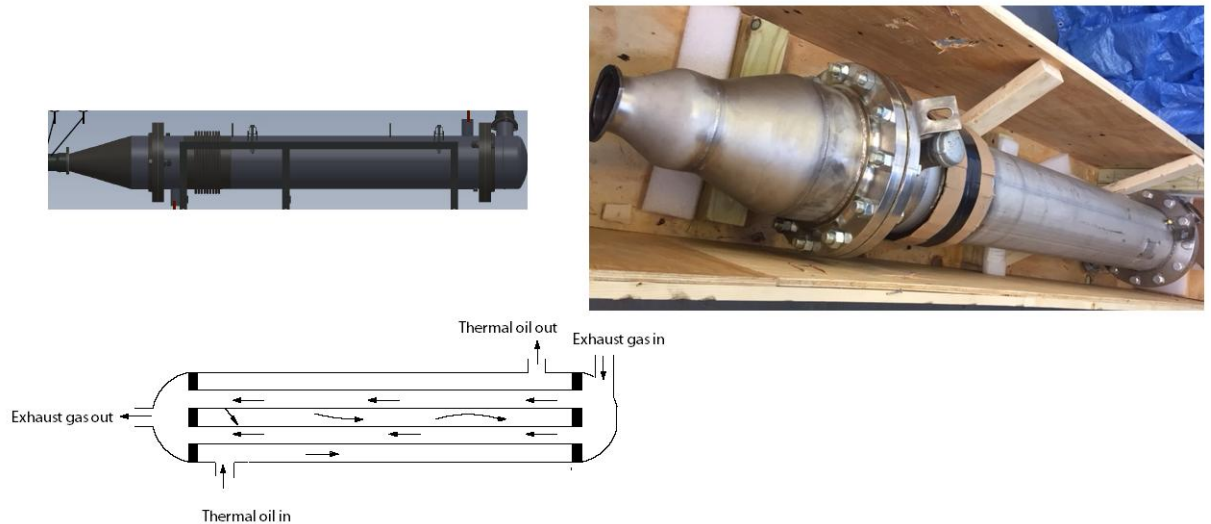 Thermal oil out
Exhaust gas in
Exhaust gas out
Thermal oil in